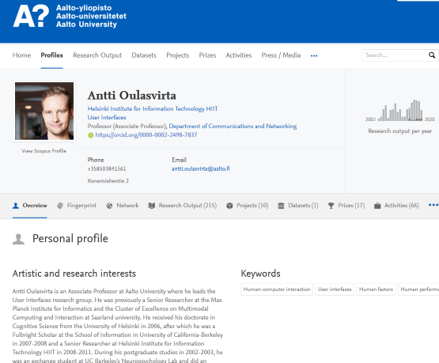 A?
Aalto-yliopisto
Aalto-universitetet
Aalto University
Home Profiles Research Output Datasets Projects Prizes Activities Press / Media ••• Search...
Antti Oulasvirta
Helsinki Institute for Information Technology HIIT
User Interfaces
Professor (Associate Professor), Department of Communications and Networking
https://orcid.org/0000-0002-2498-7837
2002 2020
Research output per year
View Scopus Profile
Phone Email
+358503841561 antti.oulasvirta@aalto.fi
Konemiehentie 2
Overview Fingerprint Network Research Output (215) Projects (10) Datasets (1) Prizes (17) Activities (66) •••
Personal profile
Artistic and research interests
Antti Oulasvirta is an Associate Professor at Aalto University where he leads the
User Interfaces research group. He was previously a Senior Researcher at the Max
Planck Institute for Informatics and the Cluster of Excellence on Multimodal
Computing and Interaction at Saarland university. He received his doctorate in
Cognitive Science from the University of Helsinki in 2006, after which he was a
Fulbright Scholar at the School of Information in University of California-Berkeley
in 2007-2008 and a Senior Researcher at Helsinki Institute for Information
Technology HIIT in 2008-2011. During his postgraduate studies in 2002-2003, he
was an exchange student at UC Berkeley's Neuropsychology Lab and did an
Keywords
Human-computer interaction User interfaces Human factors Human perform